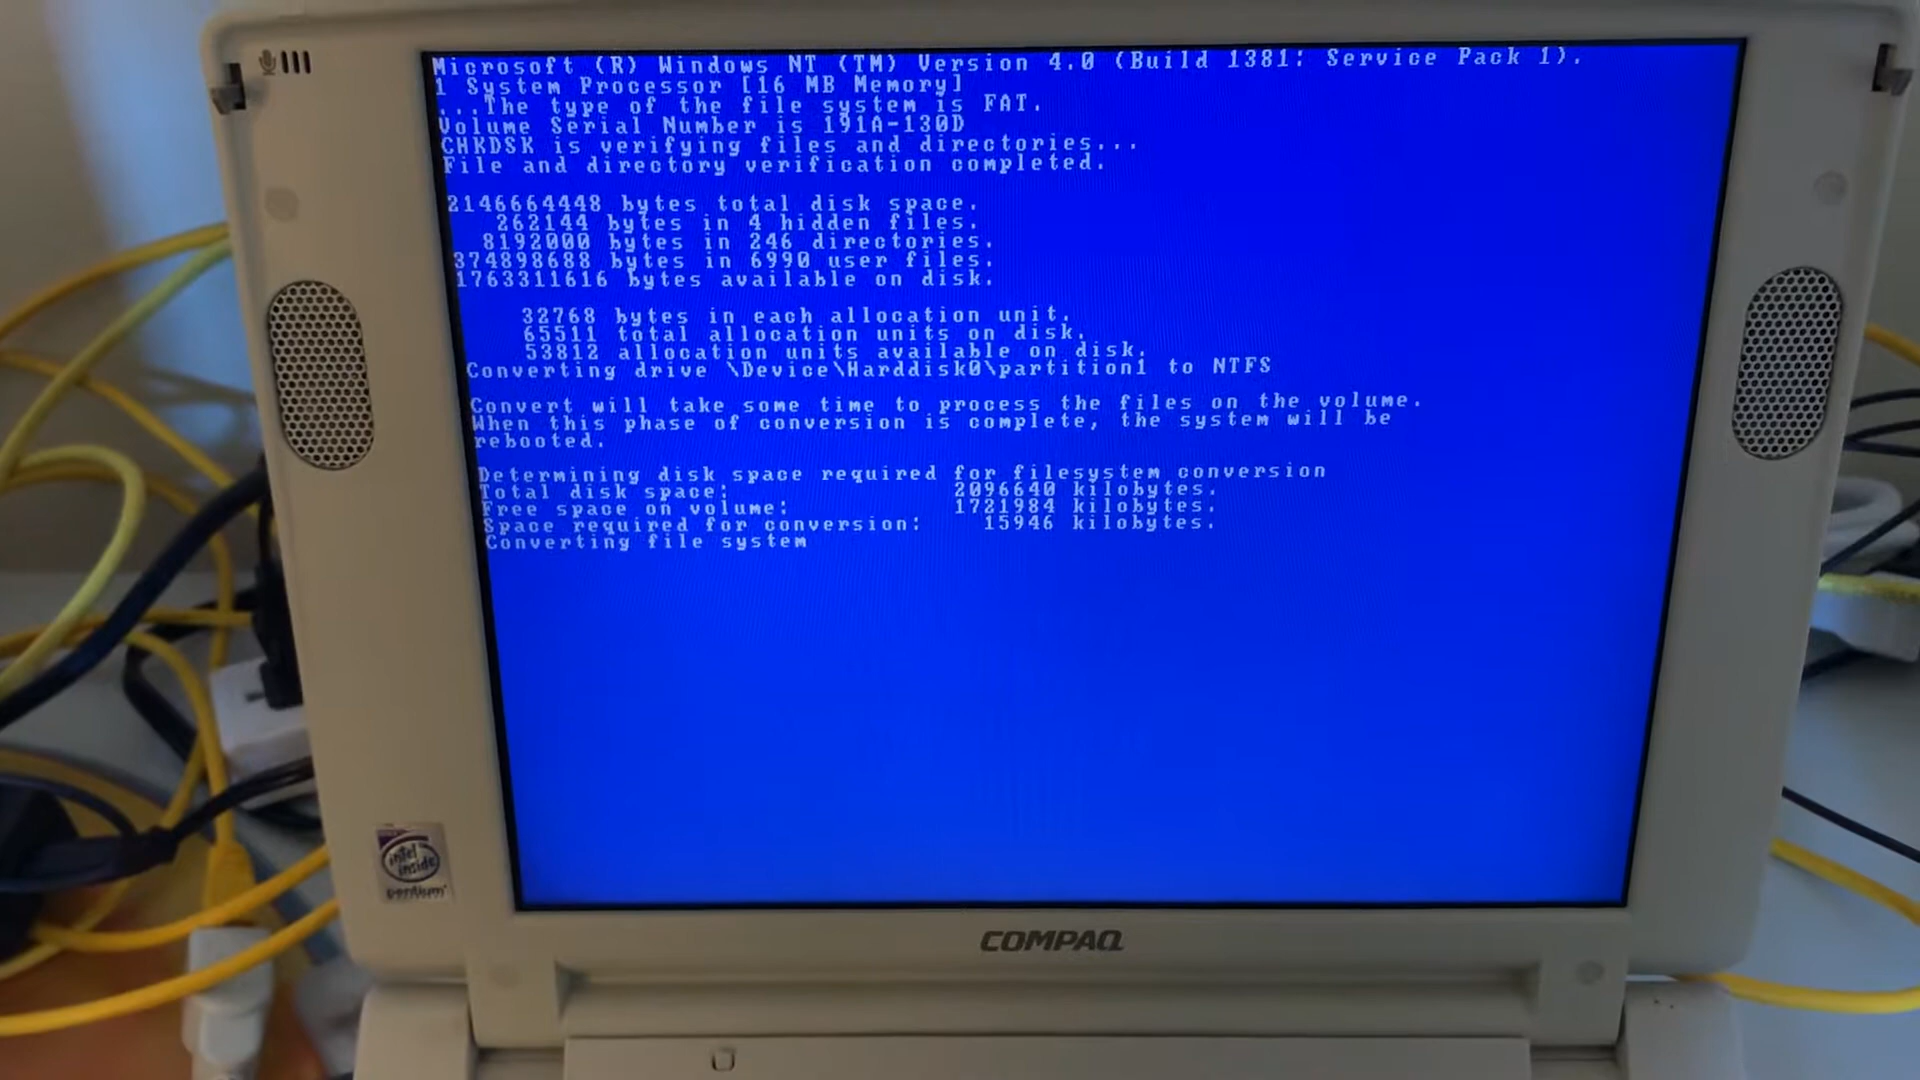 Microsoft (R) Windows NT (TM) Version 4.0 (Build 1381: Service Pack 1).
1 System Processor [16 MB Memory]
...The type of the file system is FAT.
Volume Serial Number is 191A-130D
CHKDSK is verifying files and directories...
File and directory verification completed.
2146664448 bytes total disk space.
262144 bytes in 4 hidden files.
8192000 bytes in 246 directories.
374898688 bytes in 6990 user files.
1763311616 bytes available on disk.
32768 bytes in each allocation unit.
65511 total allocation units on disk.
53812 allocation units available on disk.
Converting drive \Device\Harddisk0\partition1 to NTFS
Convert will take some time to process the files on the volume.
When this phase of conversion is complete, the system will be
rebooted.
Determining disk space required for filesystem conversion
Total disk space: 2096640 kilobytes.
Free space on volume: 1721984 kilobytes.
Space required for conversion: 15946 kilobytes.
Converting file system
intel
inside
pentium
COMPAQ